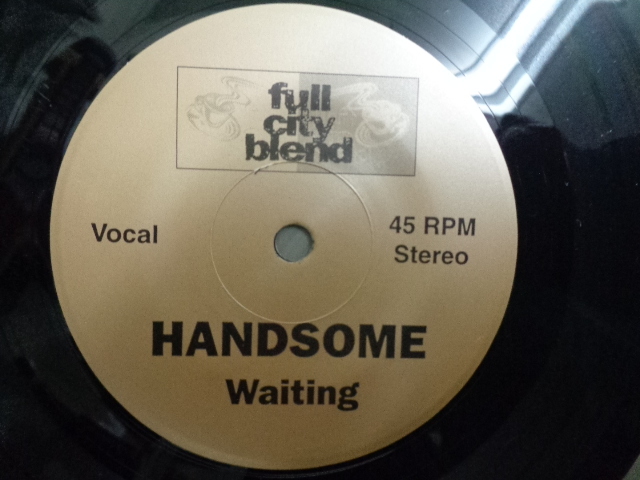 full
city
blend
Vocal
45 RPM
Stereo
HANDSOME
Waiting